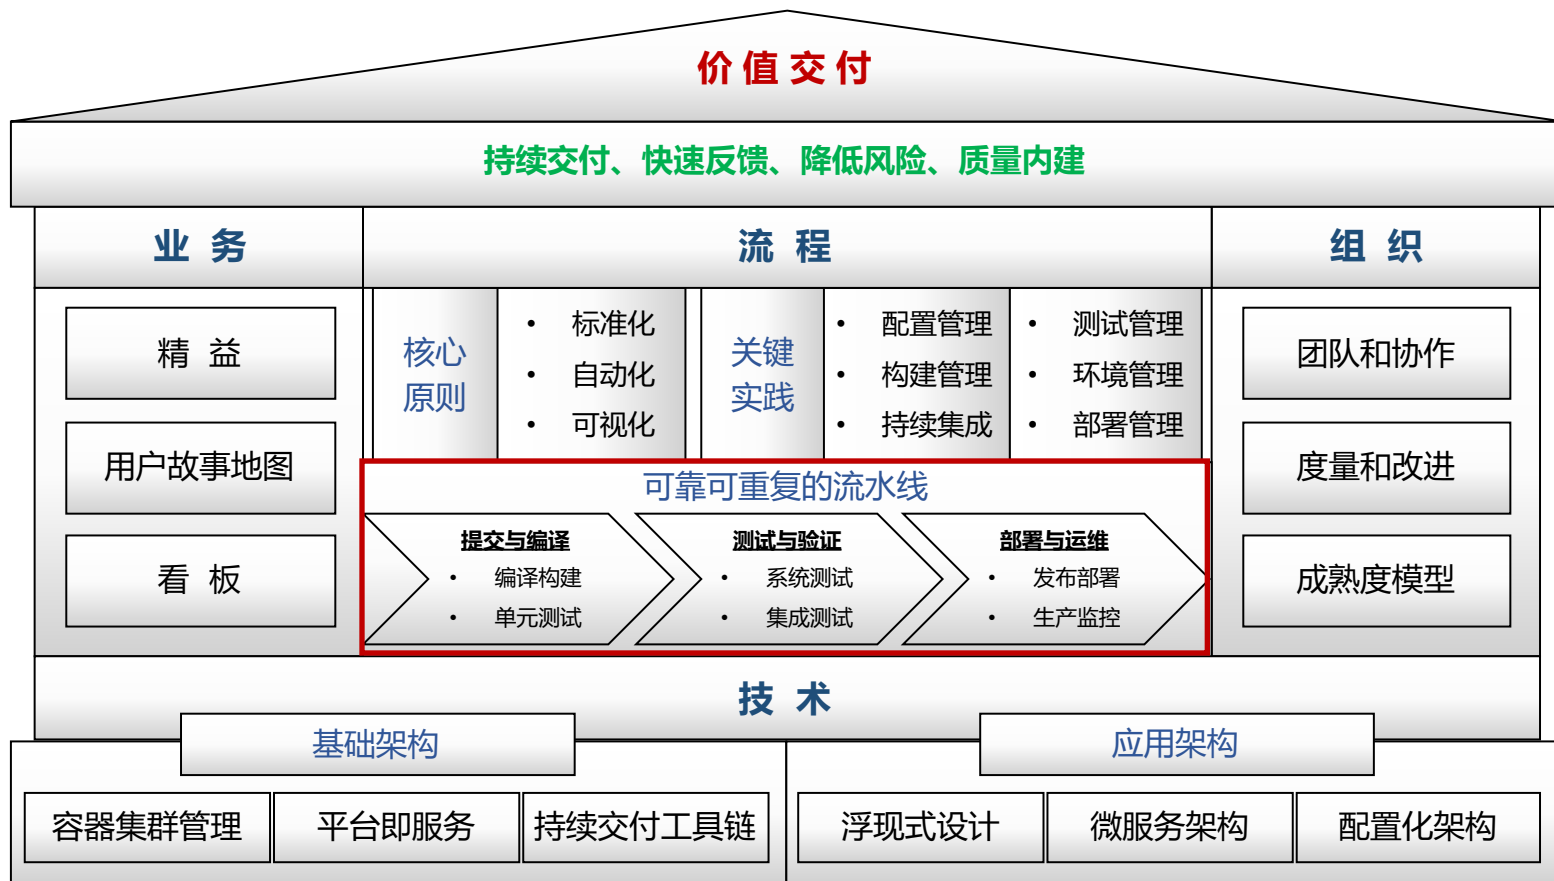 价值交付
持续交付、快速反馈、降低风险、质量内建
业 务
流 程
组 织
精 益
用户故事地图
看 板
核心
原则
• 标准化
• 自动化
• 可视化
关键
实践
• 配置管理
• 构建管理
• 持续集成
• 测试管理
• 环境管理
• 部署管理
可靠可重复的流水线
提交与编译
• 编译构建
• 单元测试
测试与验证
• 系统测试
• 集成测试
部署与运维
• 发布部署
• 生产监控
团队和协作
度量和改进
成熟度模型
技 术
基础架构
容器集群管理
平台即服务
持续交付工具链
应用架构
浮现式设计
微服务架构
配置化架构